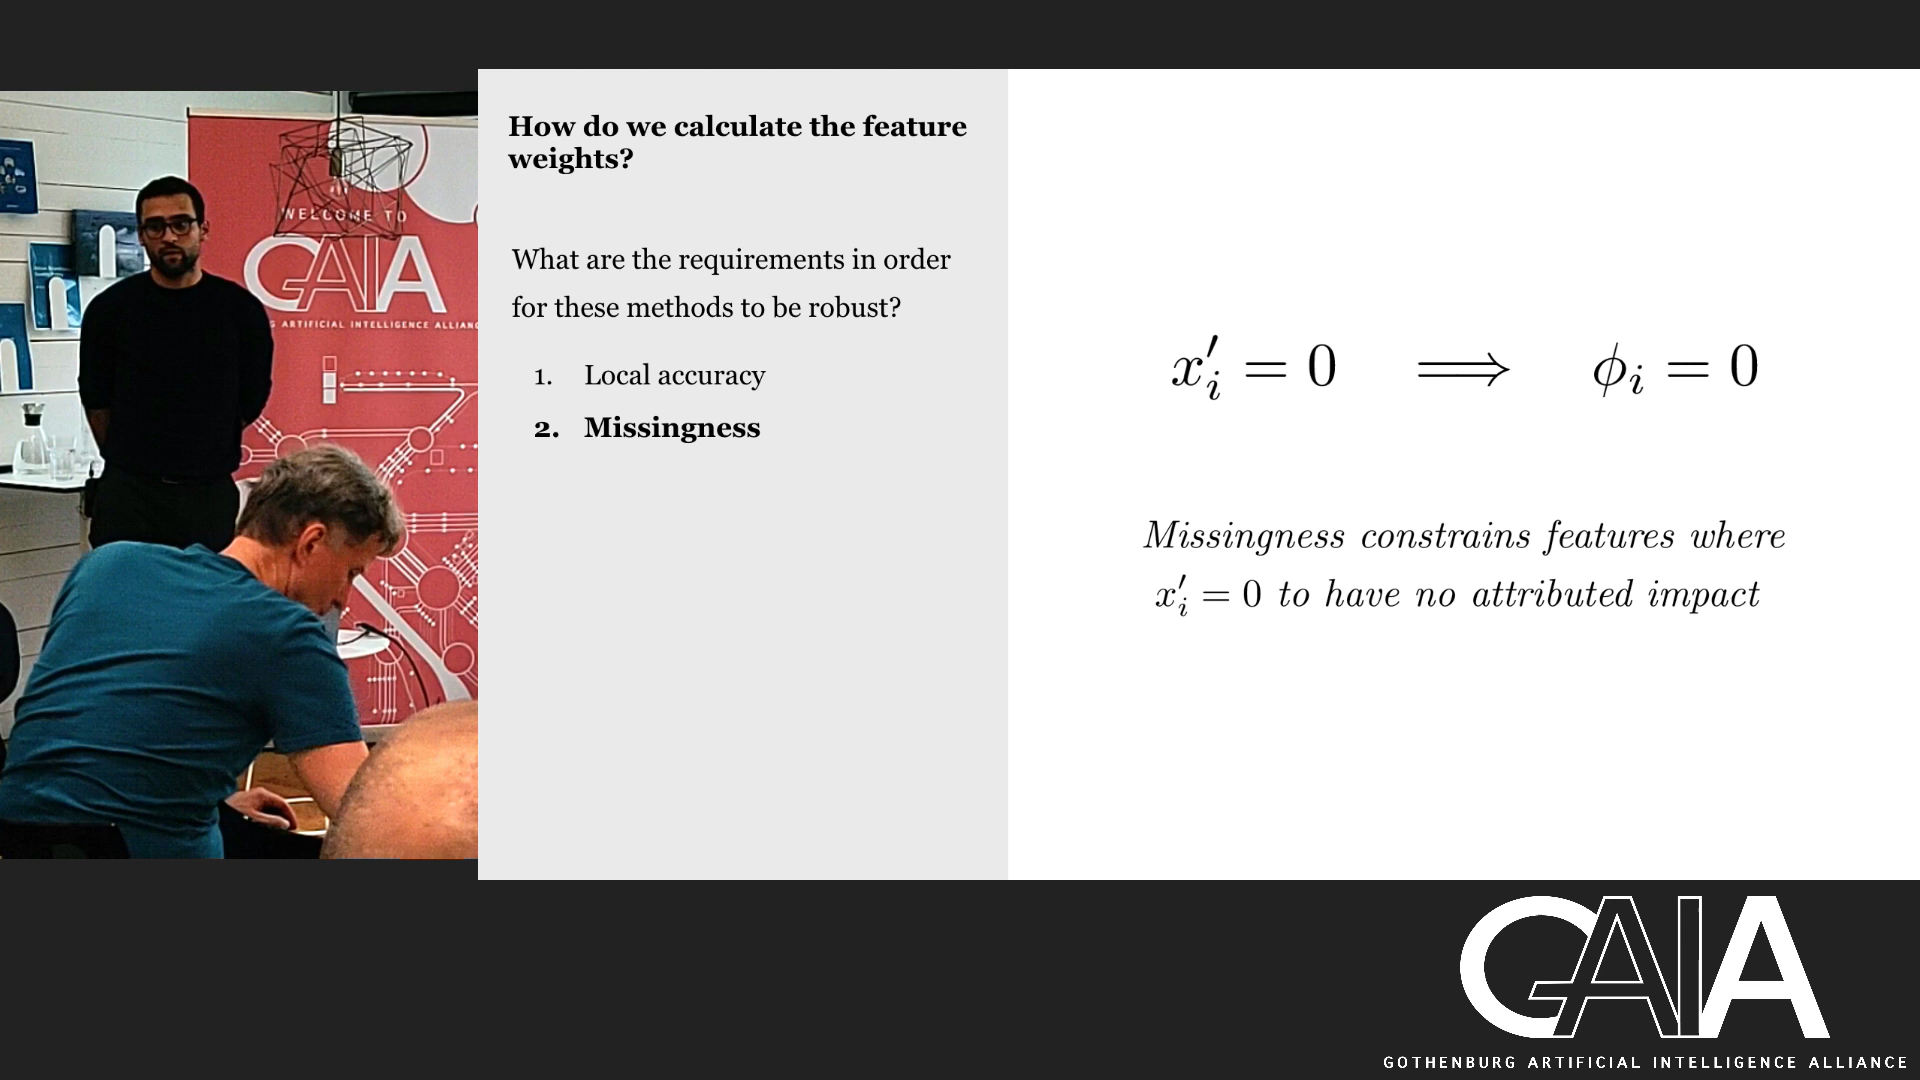 WELCOME TO
GAIA
G ARTIFICIAL INTELLIGENCE ALLIANC
How do we calculate the feature
weights?
What are the requirements in order
for these methods to be robust?
1. Local accuracy
2. Missingness
x′ᵢ = 0 ⟹ ϕᵢ = 0
Missingness constrains features where
x′ᵢ = 0 to have no attributed impact
GAIA
GOTHENBURG ARTIFICIAL INTELLIGENCE ALLIANCE